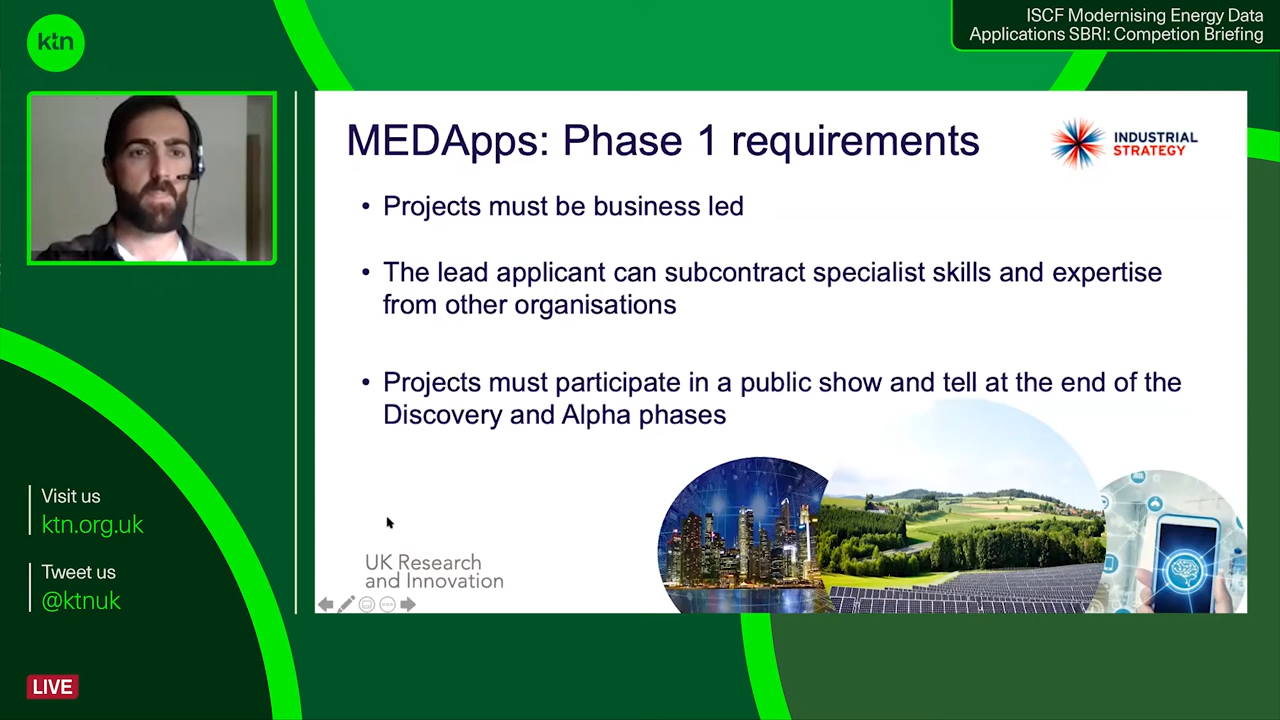 ktn
ISCF Modernising Energy Data
Applications SBRI: Competion Briefing
MEDApps: Phase 1 requirements
INDUSTRIAL
STRATEGY
• Projects must be business led
• The lead applicant can subcontract specialist skills and expertise
from other organisations
• Projects must participate in a public show and tell at the end of the
Discovery and Alpha phases
UK Research
and Innovation
Visit us
ktn.org.uk
Tweet us
@ktnuk
LIVE